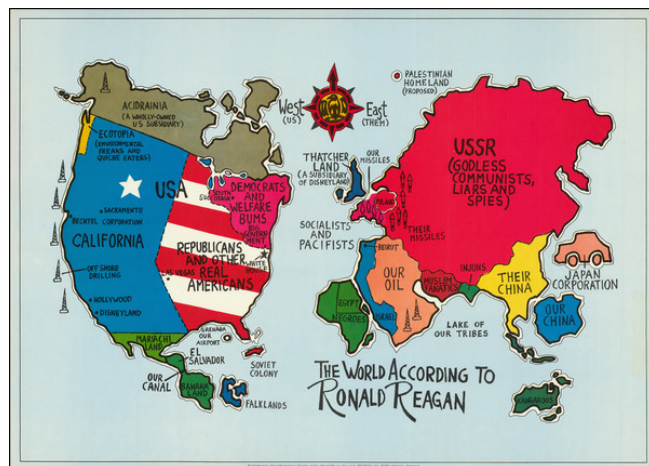 ACIDRAINIA
(A WHOLLY-OWNED
US SUBSIDIARY)
ECOTOPIA
(ENVIRONMENTAL
FREAKS AND
QUICHE EATERS)
USA
SOUTH
DEMOCRATS
AND
WELFARE
BUMS
BIG
GOVERN-
MENT
SACRAMENTO
BECHTEL CORPORATION
CALIFORNIA
REPUBLICANS
AND OTHER
REAL
AMERICANS
WHITE
HOUSE
LAS VEGAS
OFF SHORE
DRILLING
HOLLYWOOD
DISNEYLAND
MARIACHI
LAND
GRENADA
OUR
AIRPORT
EL
SALVADOR
SOVIET
COLONY
OUR
CANAL
BANANA
LAND
FALKLANDS
West
(US)
East
(THEM)
PALESTINIAN
HOMELAND
(PROPOSED)
THATCHER
LAND
(A SUBSIDIARY
OF DISNEYLAND)
OUR
MISSILES
USSR
(GODLESS
COMMUNISTS,
LIARS AND
SPIES)
POLAND
THEIR
MISSILES
SOCIALISTS
AND
PACIFISTS
BEIRUT
OUR
OIL
EGYPT
NEGROES
ISRAEL
MUSLIM
FANATICS
INJUNS
THEIR
CHINA
JAPAN
CORPORATION
OUR
CHINA
LAKE OF
OUR TRIBES
KANGAROOS
THE WORLD ACCORDING TO
RONALD REAGAN